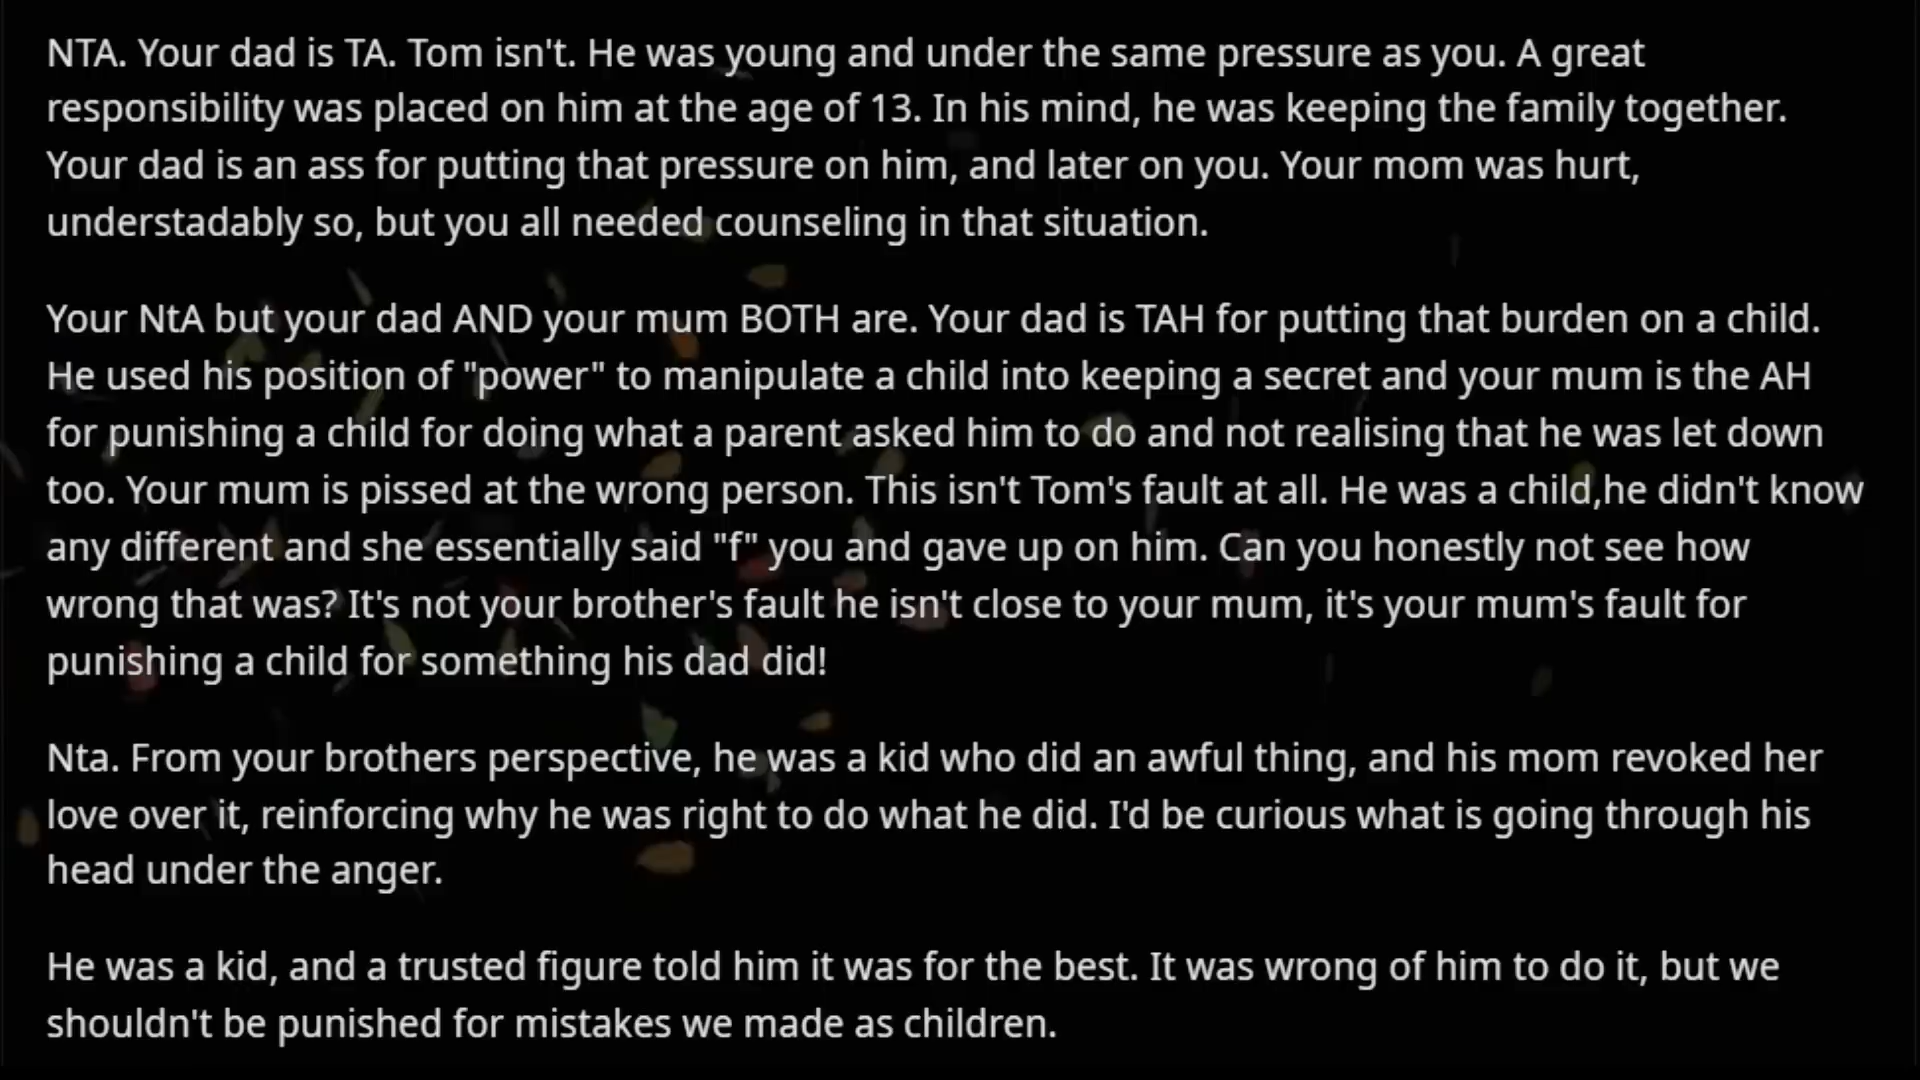 NTA. Your dad is TA. Tom isn't. He was young and under the same pressure as you. A great
responsibility was placed on him at the age of 13. In his mind, he was keeping the family together.
Your dad is an ass for putting that pressure on him, and later on you. Your mom was hurt,
understadably so, but you all needed counseling in that situation.
Your NtA but your dad AND your mum BOTH are. Your dad is TAH for putting that burden on a child.
He used his position of "power" to manipulate a child into keeping a secret and your mum is the AH
for punishing a child for doing what a parent asked him to do and not realising that he was let down
too. Your mum is pissed at the wrong person. This isn't Tom's fault at all. He was a child,he didn't know
any different and she essentially said "f" you and gave up on him. Can you honestly not see how
wrong that was? It's not your brother's fault he isn't close to your mum, it's your mum's fault for
punishing a child for something his dad did!
Nta. From your brothers perspective, he was a kid who did an awful thing, and his mom revoked her
love over it, reinforcing why he was right to do what he did. I'd be curious what is going through his
head under the anger.
He was a kid, and a trusted figure told him it was for the best. It was wrong of him to do it, but we
shouldn't be punished for mistakes we made as children.